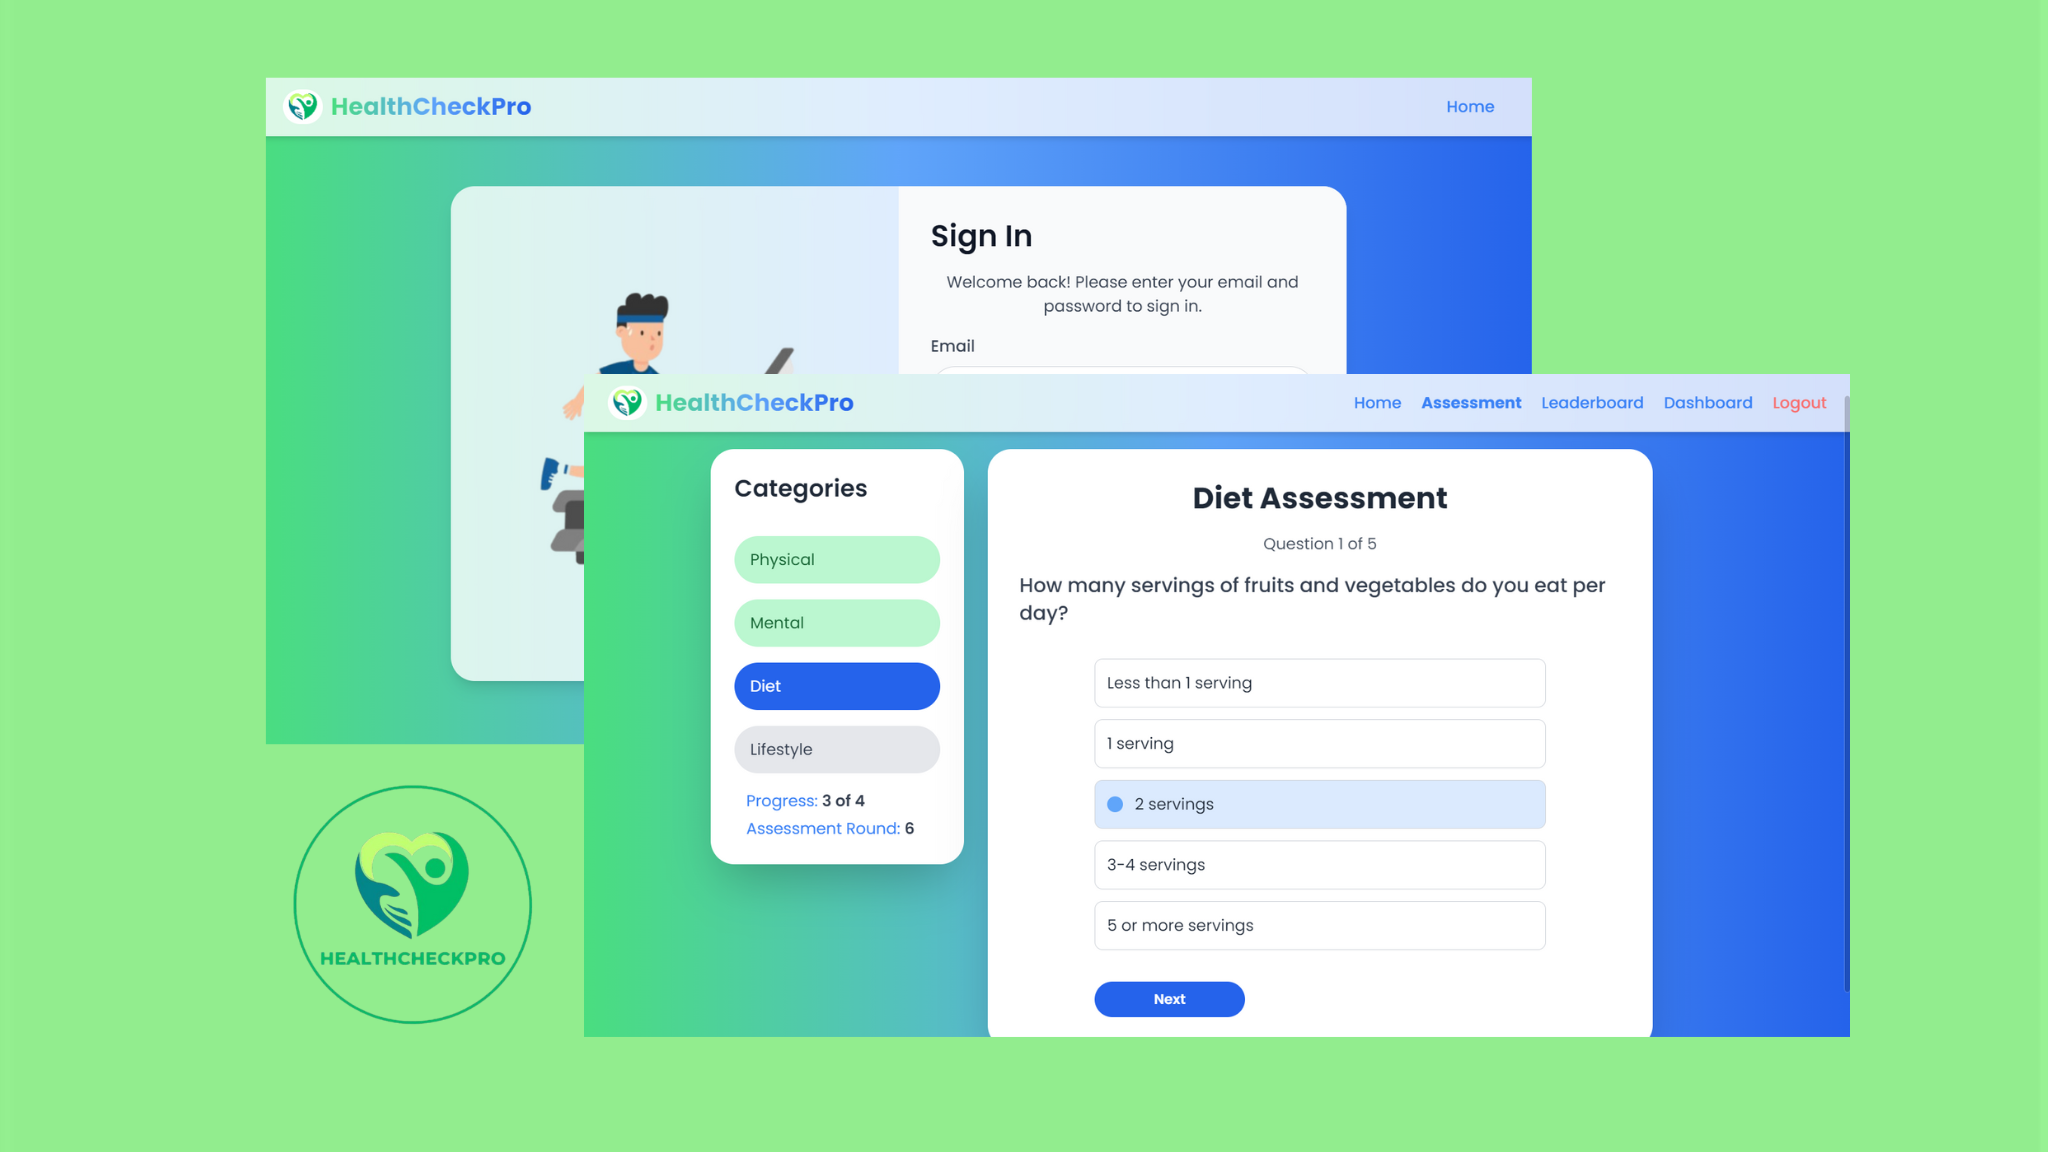 HealthCheckPro
Home
Sign In
Welcome back! Please enter your email and
password to sign in.
Email
HealthCheckPro
Home
Assessment
Leaderboard
Dashboard
Logout
Categories
Physical
Mental
Diet
Lifestyle
Progress: 3 of 4
Assessment Round: 6
Diet Assessment
Question 1 of 5
How many servings of fruits and vegetables do you eat per
day?
Less than 1 serving
1 serving
2 servings
3-4 servings
5 or more servings
Next
HEALTHCHECKPRO